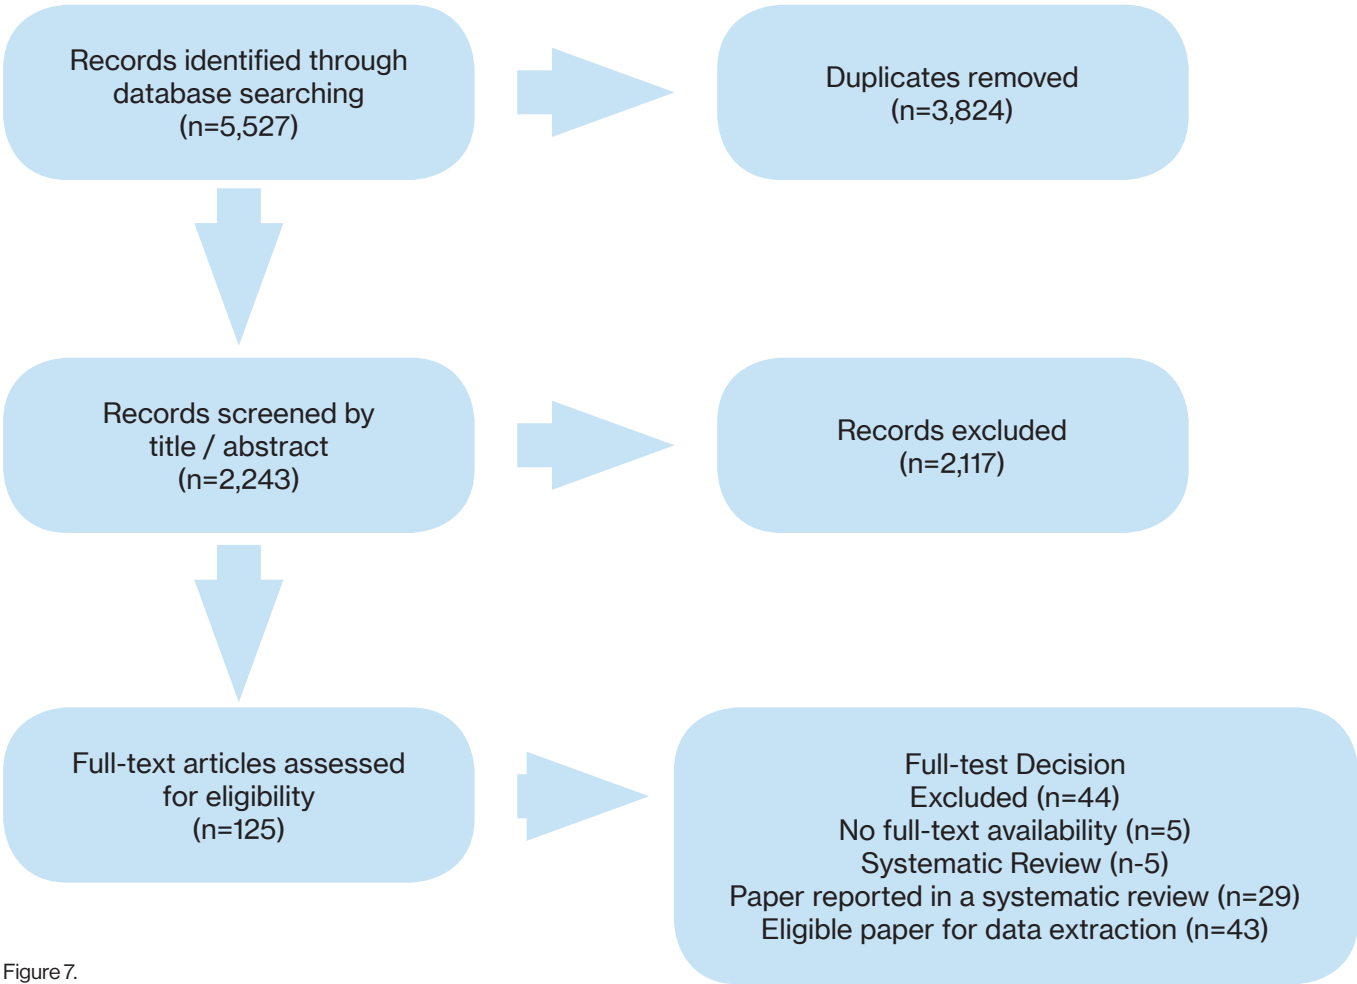 Records identified through
database searching
(n=5,527)
Duplicates removed
(n=3,824)
Records screened by
title / abstract
(n=2,243)
Records excluded
(n=2,117)
Full-text articles assessed
for eligibility
(n=125)
Full-test Decision
Excluded (n=44)
No full-text availability (n=5)
Systematic Review (n-5)
Paper reported in a systematic review (n=29)
Eligible paper for data extraction (n=43)
Figure 7.